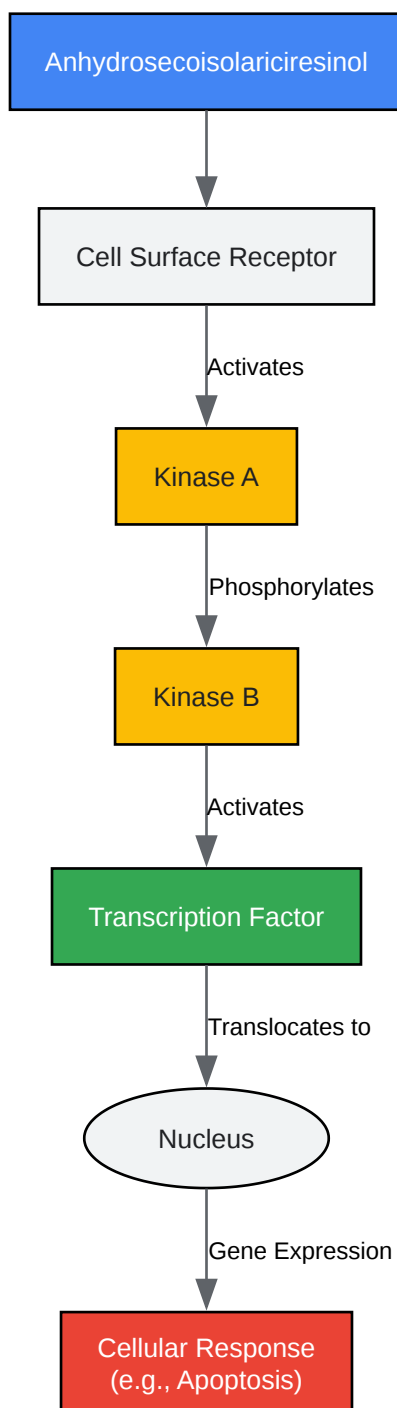 Anhydrosecoisolariciresinol
Cell Surface Receptor
Activates
Kinase A
Phosphorylates
Kinase B
Activates
Transcription Factor
Translocates to
Nucleus
Gene Expression
Cellular Response
(e.g., Apoptosis)